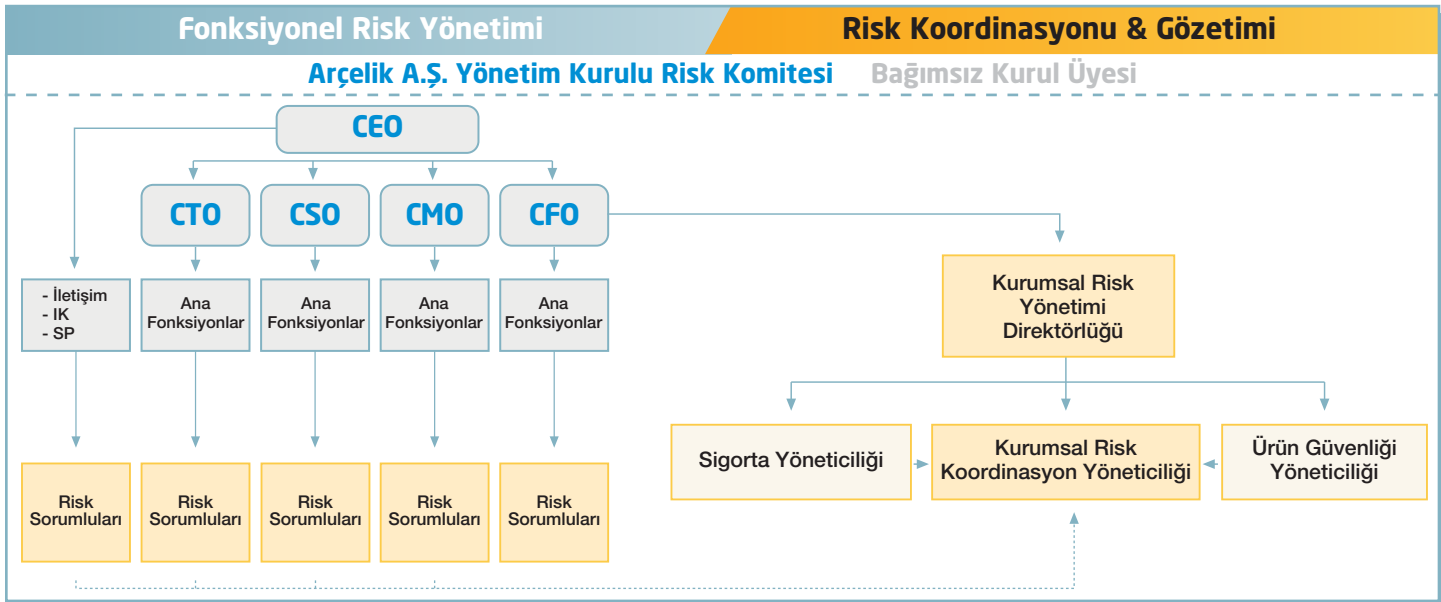 Fonksiyonel Risk Yönetimi
Risk Koordinasyonu & Gözetimi
Arçelik A.Ş. Yönetim Kurulu Risk Komitesi Bağımsız Kurul Üyesi
CEO
CTO
CSO
CMO
CFO
- İletişim
- IK
- SP
Ana
Fonksiyonlar
Ana
Fonksiyonlar
Ana
Fonksiyonlar
Ana
Fonksiyonlar
Kurumsal Risk
Yönetimi
Direktörlüğü
Risk
Sorumluları
Risk
Sorumluları
Risk
Sorumluları
Risk
Sorumluları
Risk
Sorumluları
Sigorta Yöneticiliği
Kurumsal Risk
Koordinasyon Yöneticiliği
Ürün Güvenliği
Yöneticiliği